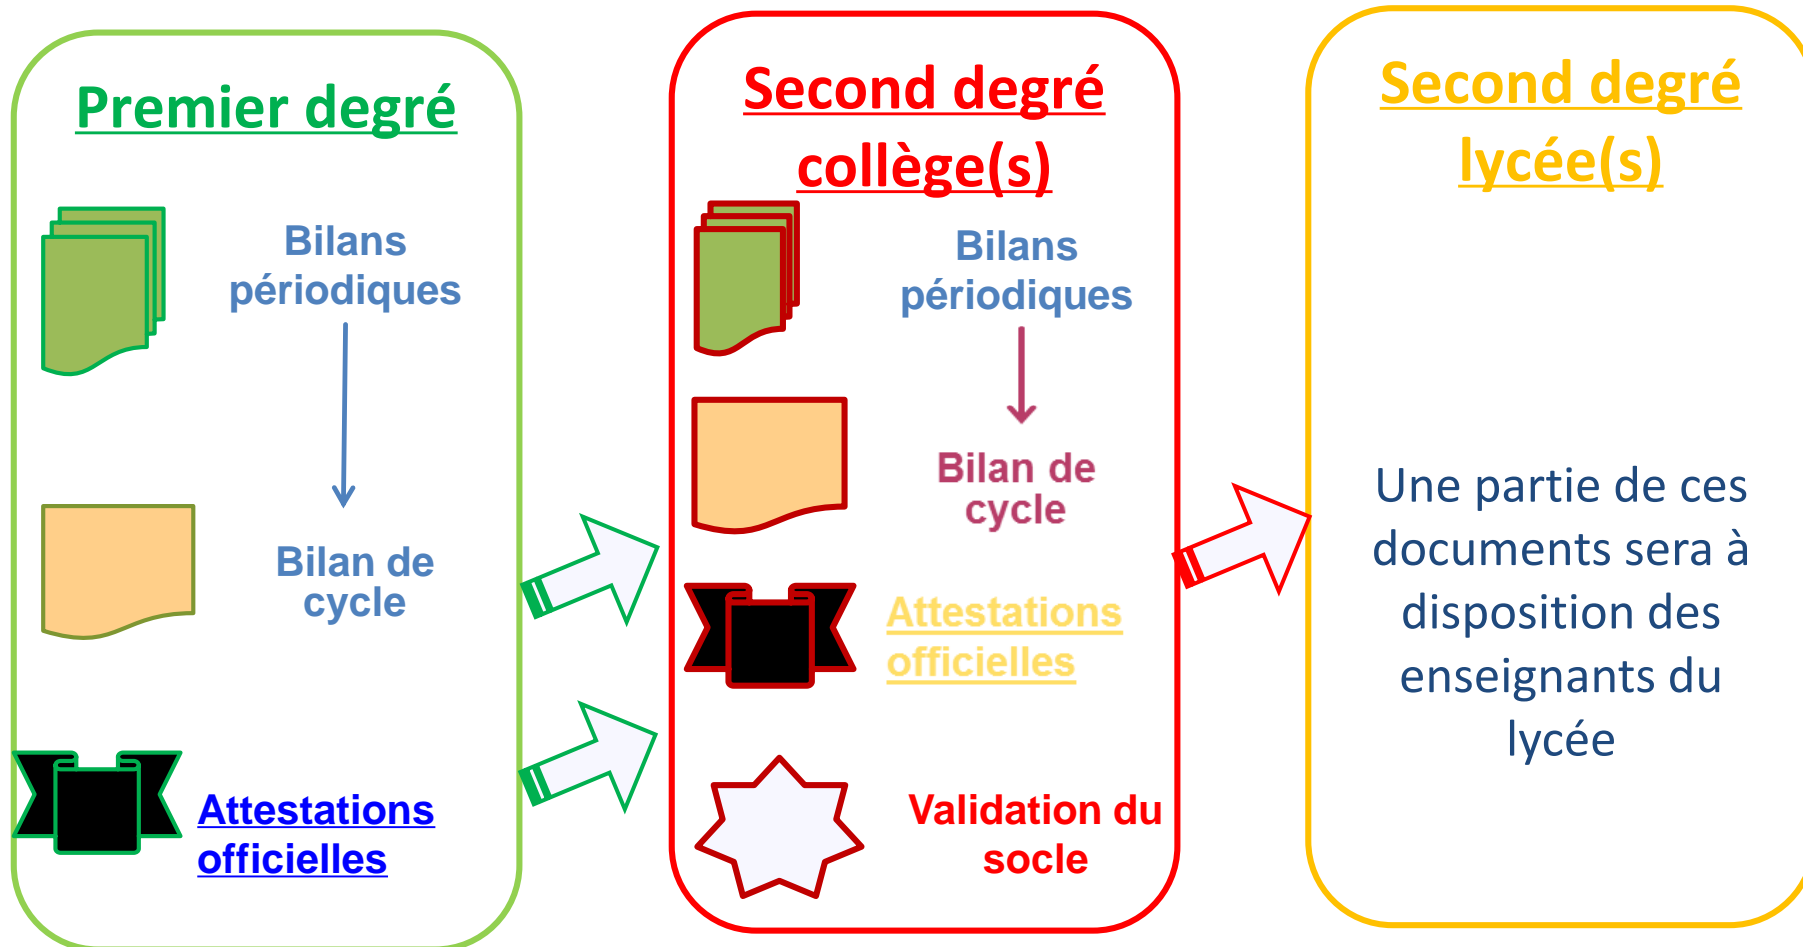 Premier degré
Bilans
périodiques
Bilan de
cycle
Attestations
officielles
Second degré
collège(s)
Bilans
périodiques
Bilan de
cycle
Attestations
officielles
Validation du
socle
Second degré
lycée(s)
Une partie de ces
documents sera à
disposition des
enseignants du
lycée